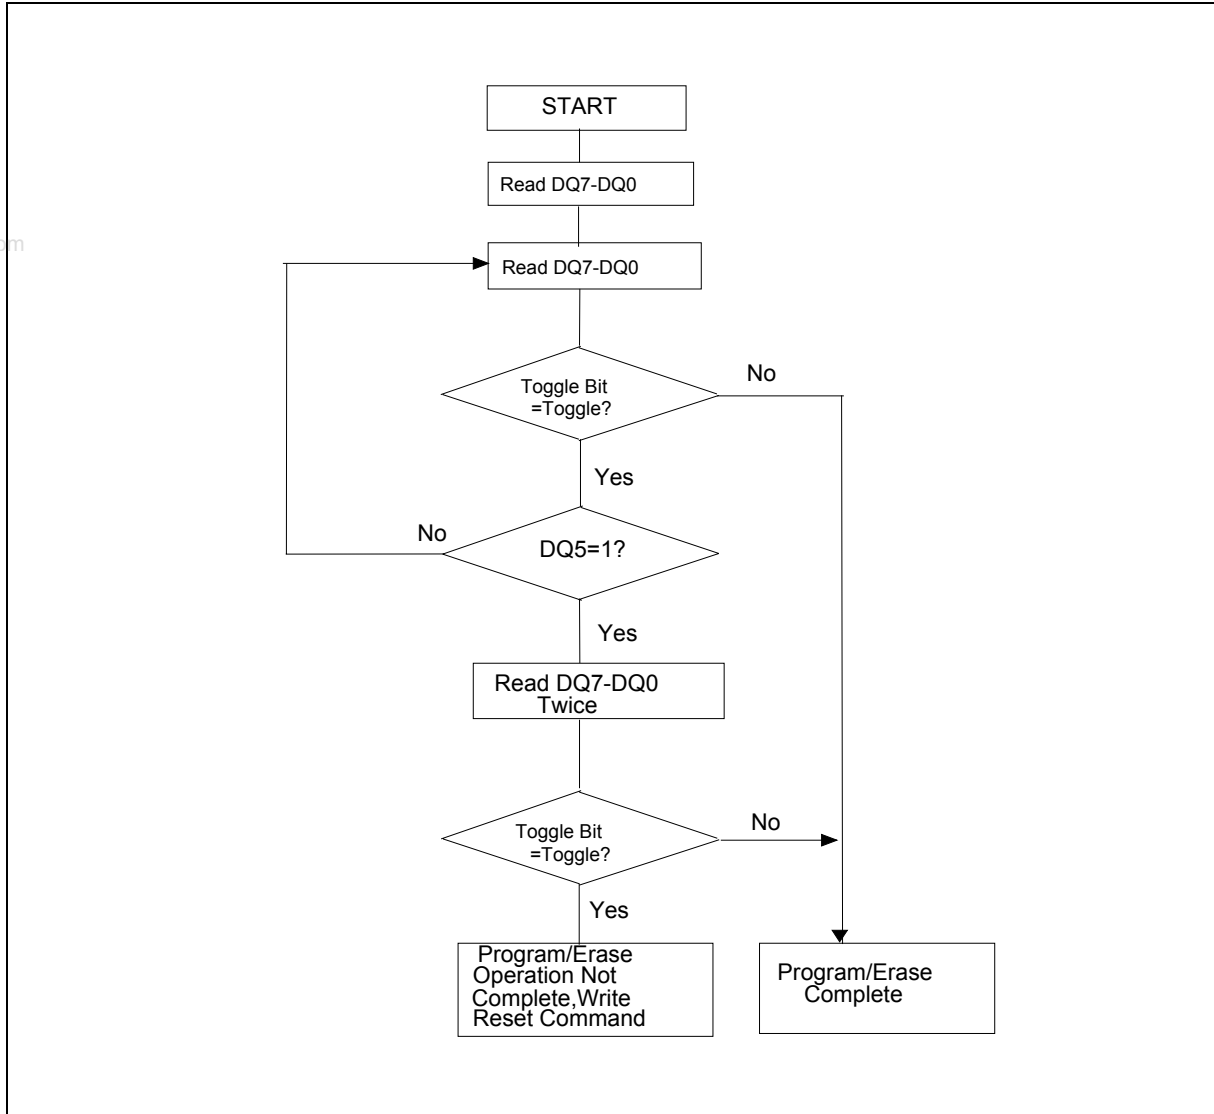 START
Read DQ7-DQ0
om
Read DQ7-DQ0
No
Toggle Bit
=Toggle?
Yes
No
DQ5=1?
Yes
Read DQ7-DQ0
Twice
No
Toggle Bit
=Toggle?
Yes
Program/Erase
Operation Not
Complete,Write
Reset Command
Program/Erase
Complete